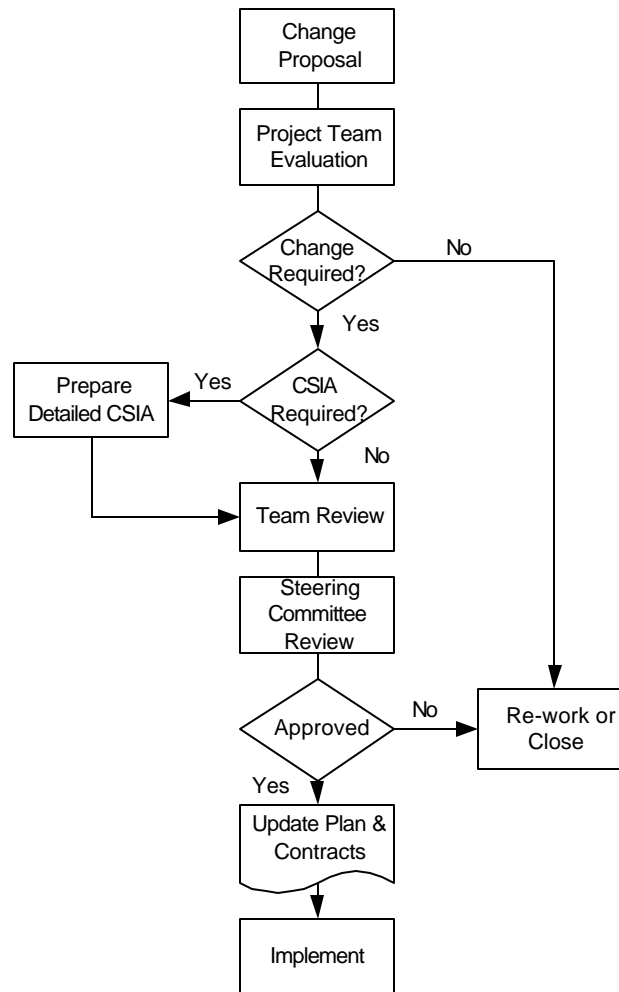 Change
Proposal
Project Team
Evaluation
Change
Required?
No
Yes
Prepare
Detailed CSIA
Yes
CSIA
Required?
No
Team Review
Steering
Committee
Review
Approved
No
Re-work or
Close
Yes
Update Plan &
Contracts
Implement